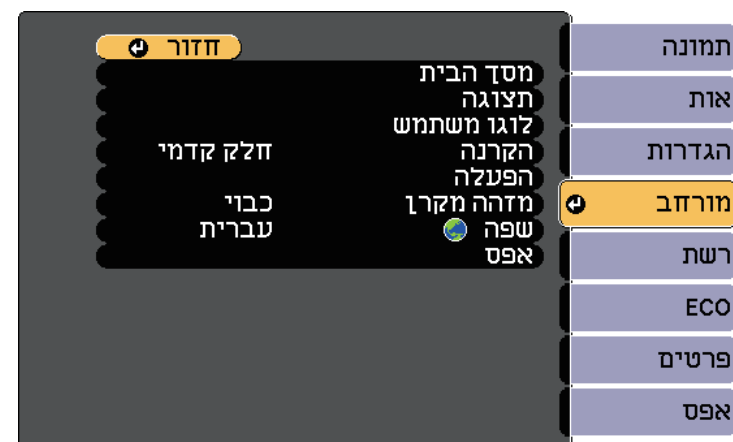 תמונה
אות
הגדרות
מורחב
רשת
ECO
פרטים
אפס
חזור
מסך הבית
תצוגה
לוגו משתמש
הקרנה חלק קדמי
הפעלה
מזהה מקרן כבוי
שפה עברית
אפס